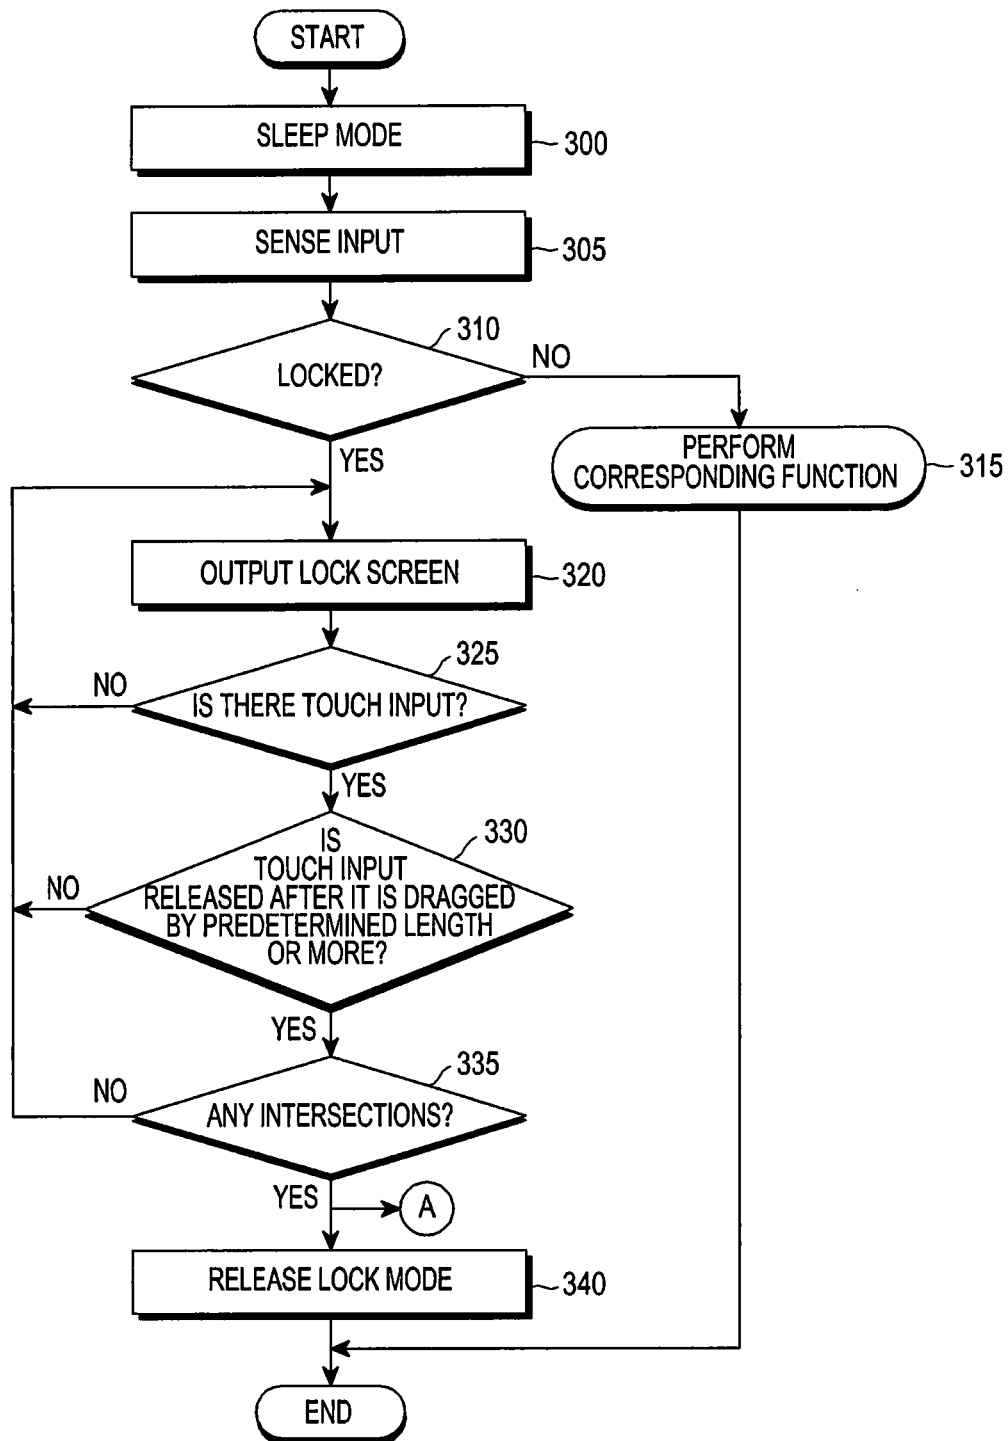 START
SLEEP MODE
300
SENSE INPUT
305
310
LOCKED?
NO
YES
PERFORM
CORRESPONDING FUNCTION
315
OUTPUT LOCK SCREEN
320
325
NO
IS THERE TOUCH INPUT?
YES
330
IS
TOUCH INPUT
RELEASED AFTER IT IS DRAGGED
BY PREDETERMINED LENGTH
OR MORE?
NO
YES
335
NO
ANY INTERSECTIONS?
YES
A
RELEASE LOCK MODE
340
END